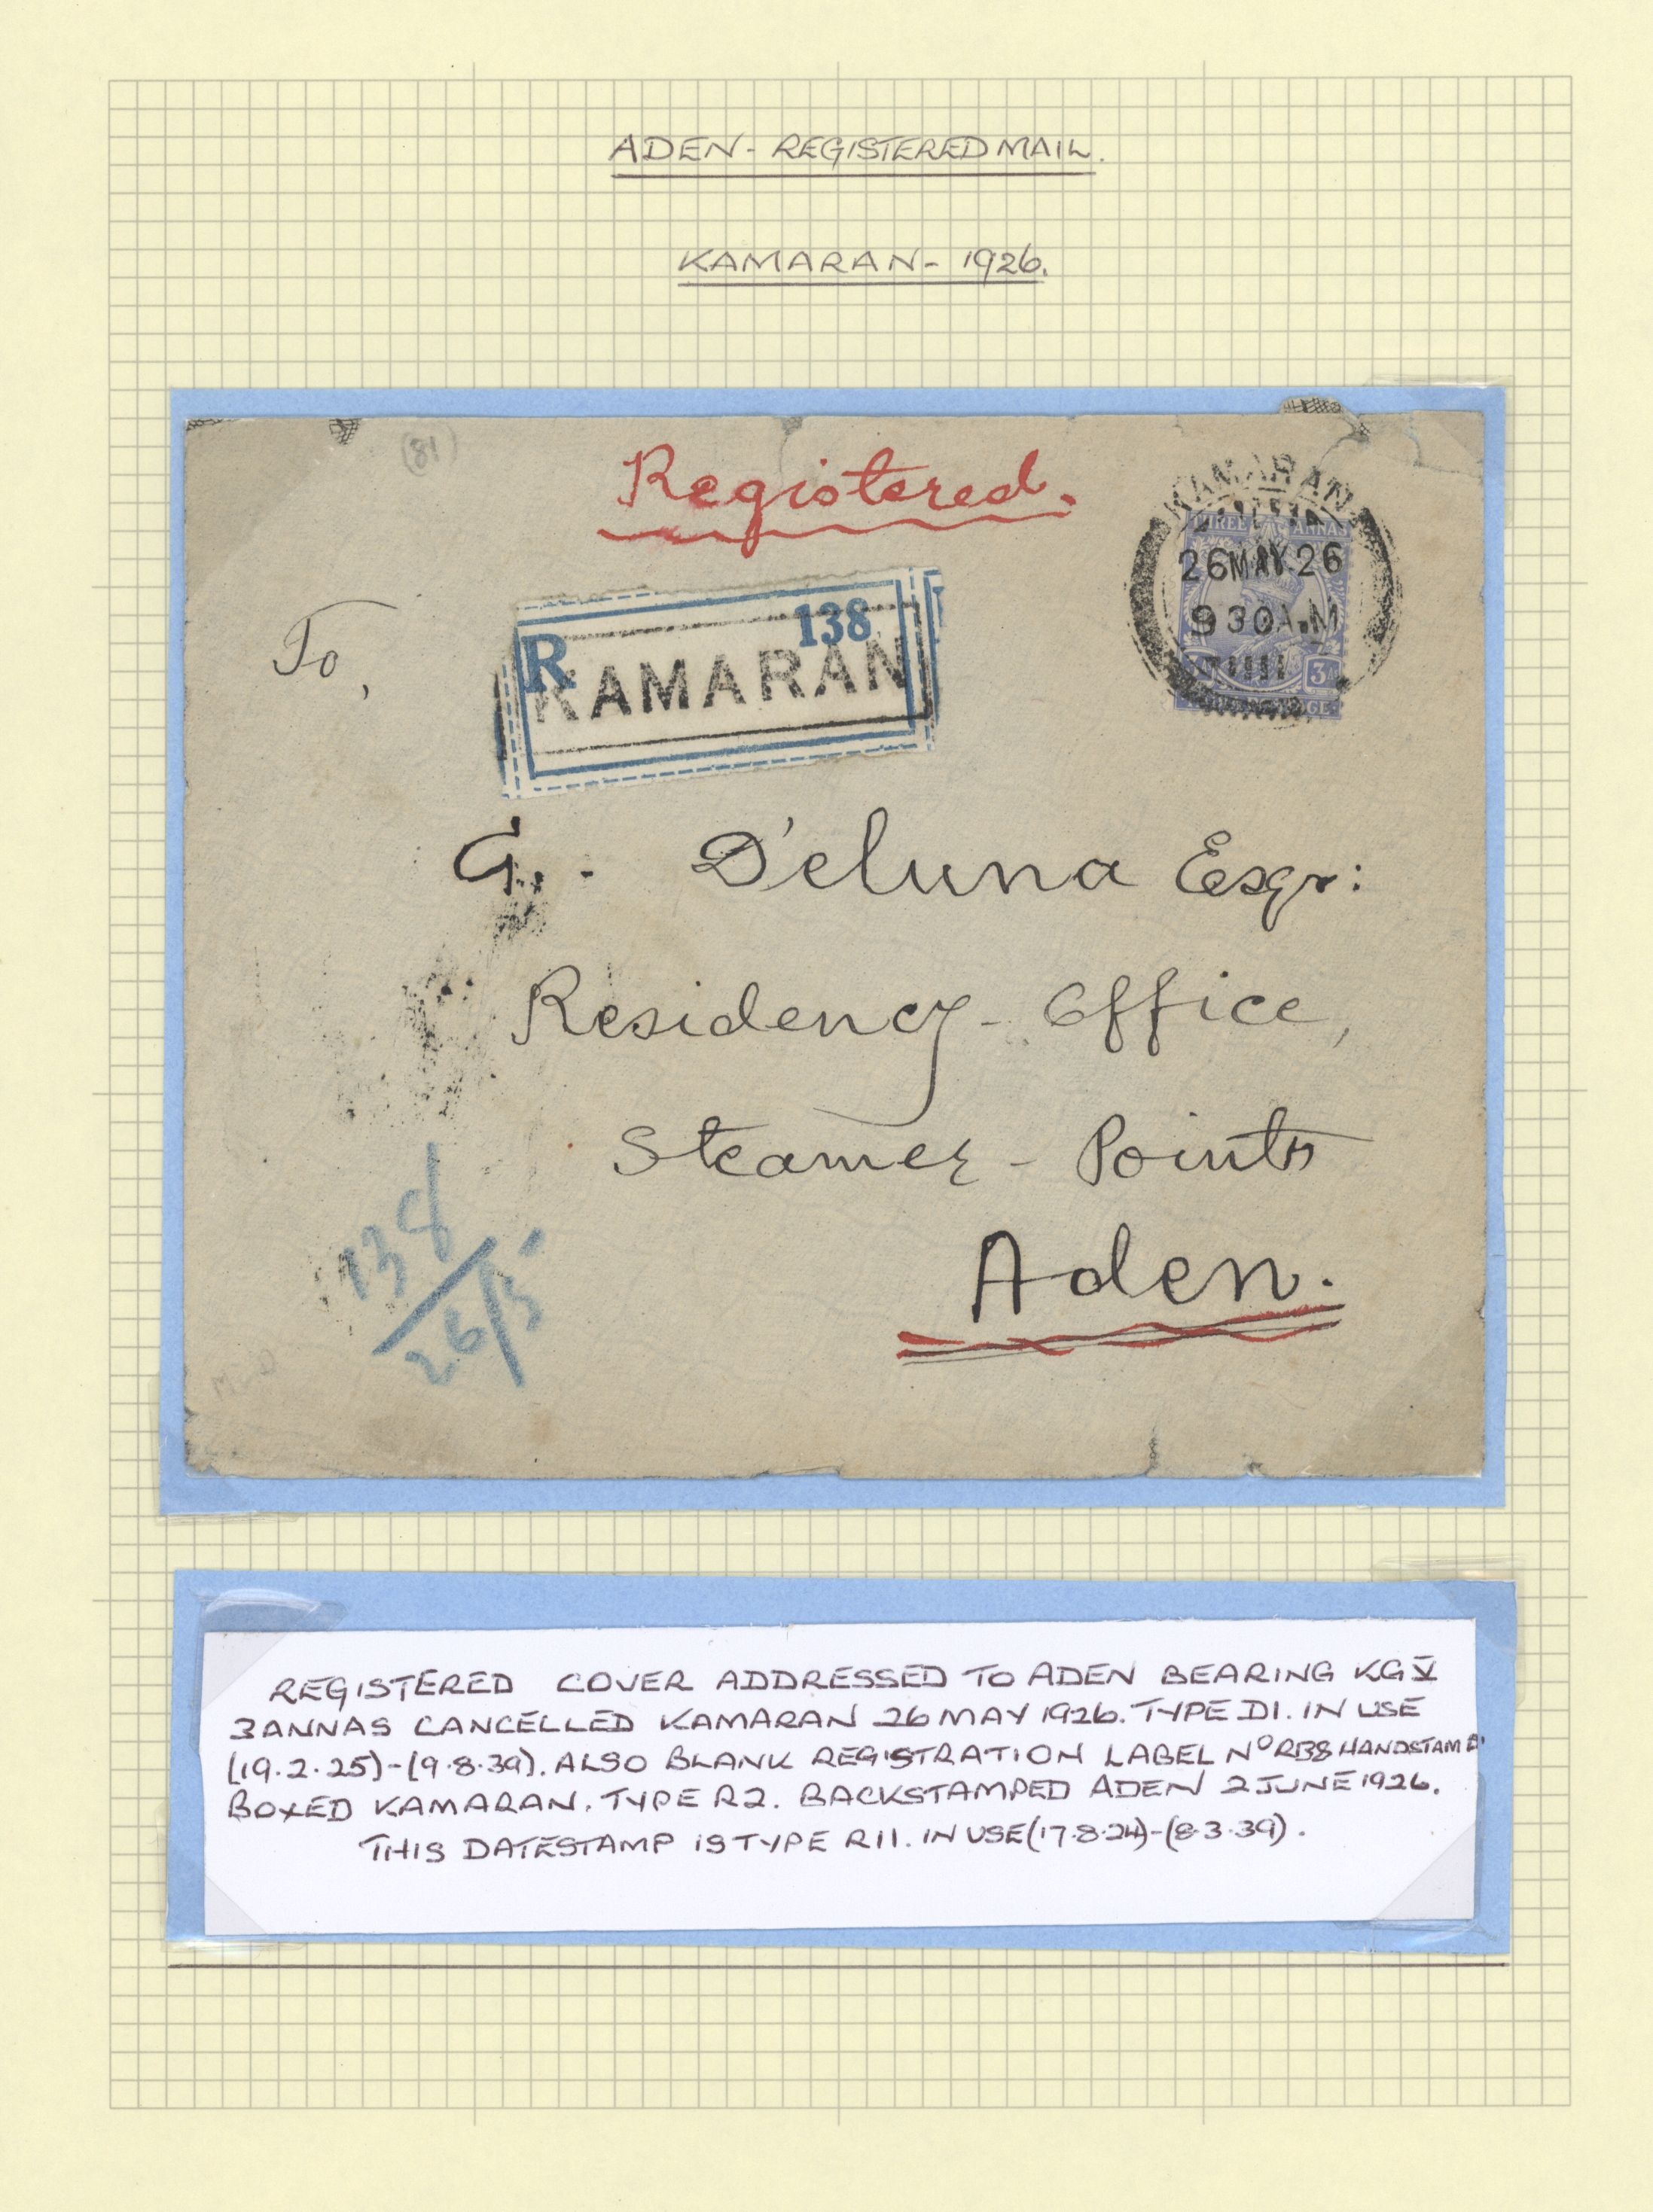 ADEN - REGISTERED MAIL.
KAMARAN - 1926.
(81)
Registered.
KAMARAN
THREE ANNAS
26 MAY. 26
9 30 A.M
3A
R 138
KAMARAN
To,
G. D'eluna Esqr:
Residency - Office,
Steamer - Point
Aden.
138
26/5
REGISTERED COVER ADDRESSED TO ADEN BEARING KGV
3 ANNAS CANCELLED KAMARAN 26 MAY 1926. TYPE D1. IN USE
(19.2.25)-(9.8.39). ALSO BLANK REGISTRATION LABEL Nº R138 HANDSTAMP
BOXED KAMARAN. TYPE R2. BACKSTAMPED ADEN 2 JUNE 1926.
THIS DATESTAMP IS TYPE R11. IN USE (17.8.24)-(8.3.39).